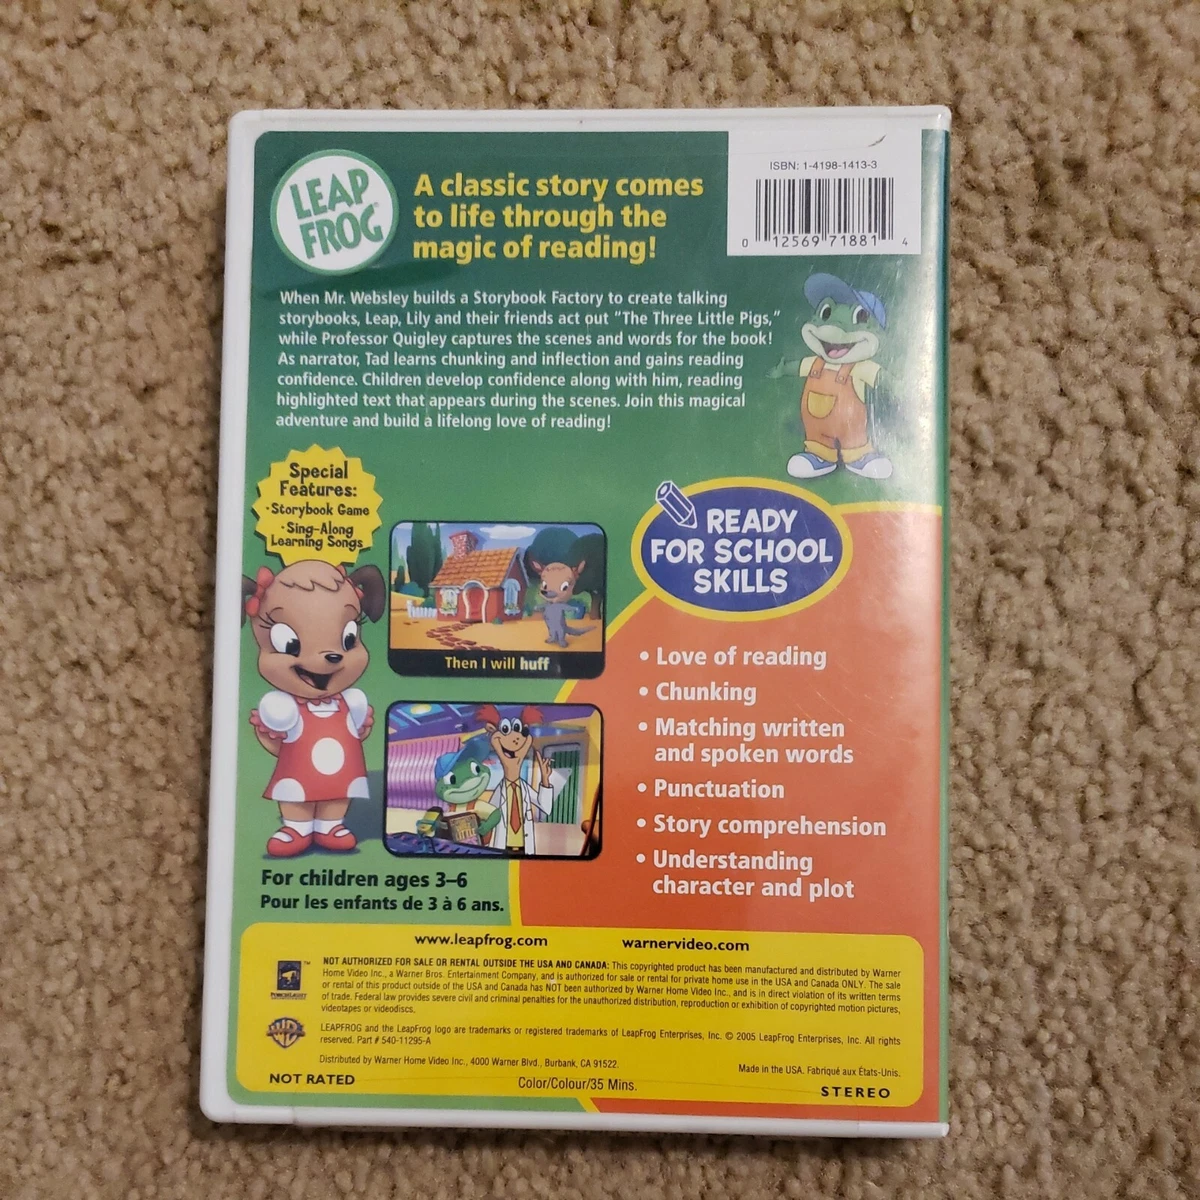 LEAP
FROG
A classic story comes
to life through the
magic of reading!
ISBN: 1-4198-1413-3
0 12569 71881 4
When Mr. Websley builds a Storybook Factory to create talking
storybooks, Leap, Lily and their friends act out "The Three Little Pigs,"
while Professor Quigley captures the scenes and words for the book!
As narrator, Tad learns chunking and inflection and gains reading
confidence. Children develop confidence along with him, reading
highlighted text that appears during the scenes. Join this magical
adventure and build a lifelong love of reading!
Special
Features:
·Storybook Game
·Sing-Along
Learning Songs
Then I will huff
READY
FOR SCHOOL
SKILLS
• Love of reading
• Chunking
• Matching written
and spoken words
• Punctuation
• Story comprehension
• Understanding
character and plot
For children ages 3–6
Pour les enfants de 3 à 6 ans.
www.leapfrog.com warnervideo.com
NOT AUTHORIZED FOR SALE OR RENTAL OUTSIDE THE USA AND CANADA: This copyrighted product has been manufactured and distributed by Warner
Home Video Inc., a Warner Bros. Entertainment Company, and is authorized for sale or rental for private home use in the USA and Canada ONLY. The sale
or rental of this product outside of the USA and Canada has NOT been authorized by Warner Home Video Inc., and is in direct violation of its written terms
of trade. Federal law provides severe civil and criminal penalties for the unauthorized distribution, reproduction or exhibition of copyrighted motion pictures,
videotapes or videodiscs.
LEAPFROG and the LeapFrog logo are trademarks or registered trademarks of LeapFrog Enterprises, Inc. © 2005 LeapFrog Enterprises, Inc. All rights
reserved. Part # 540-11295-A
Distributed by Warner Home Video Inc., 4000 Warner Blvd., Burbank, CA 91522.
Made in the USA. Fabriqué aux États-Unis.
NOT RATED
Color/Colour/35 Mins.
STEREO